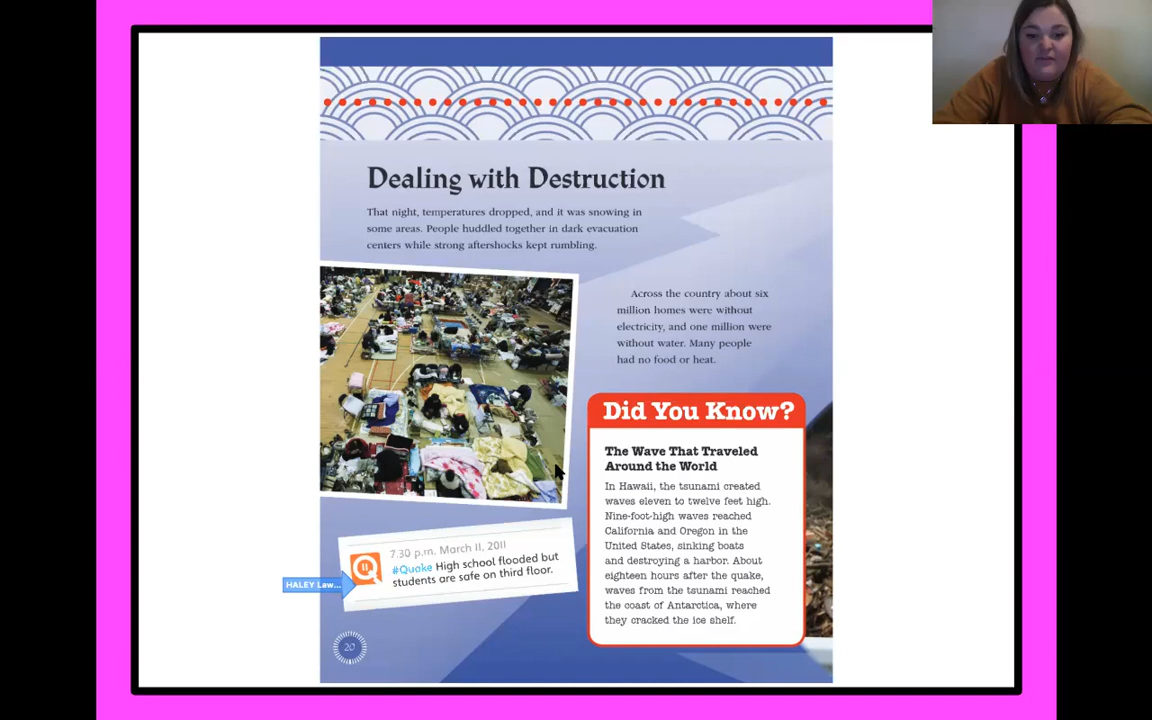 Dealing with Destruction
That night, temperatures dropped, and it was snowing in
some areas. People huddled together in dark evacuation
centers while strong aftershocks kept rumbling.
Across the country about six
million homes were without
electricity, and one million were
without water. Many people
had no food or heat.
Did You Know?
The Wave That Traveled
Around the World
In Hawaii, the tsunami created
waves eleven to twelve feet high.
Nine-foot-high waves reached
California and Oregon in the
United States, sinking boats
and destroying a harbor. About
eighteen hours after the quake,
waves from the tsunami reached
the coast of Antarctica, where
they cracked the ice shelf.
7.30 p.m. March 11, 2011
#Quake High school flooded but
students are safe on third floor.
HALEY Law...
20